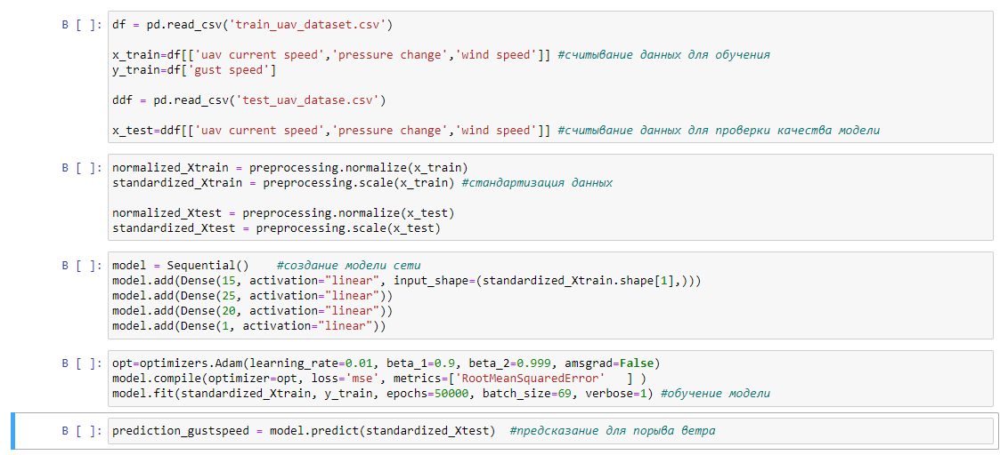 В [ ]: df = pd.read_csv('train_uav_dataset.csv')
x_train=df[['uav current speed','pressure change','wind speed']] #считывание данных для обучения
y_train=df['gust speed']
ddf = pd.read_csv('test_uav_datase.csv')
x_test=ddf[['uav current speed','pressure change','wind speed']] #считывание данных для проверки качества модели
В [ ]: normalized_Xtrain = preprocessing.normalize(x_train)
standardized_Xtrain = preprocessing.scale(x_train) #стандартизация данных
normalized_Xtest = preprocessing.normalize(x_test)
standardized_Xtest = preprocessing.scale(x_test)
В [ ]: model = Sequential()    #создание модели сети
model.add(Dense(15, activation="linear", input_shape=(standardized_Xtrain.shape[1],)))
model.add(Dense(25, activation="linear"))
model.add(Dense(20, activation="linear"))
model.add(Dense(1, activation="linear"))
В [ ]: opt=optimizers.Adam(learning_rate=0.01, beta_1=0.9, beta_2=0.999, amsgrad=False)
model.compile(optimizer=opt, loss='mse', metrics=['RootMeanSquaredError'   ] )
model.fit(standardized_Xtrain, y_train, epochs=50000, batch_size=69, verbose=1) #обучение модели
В [ ]: prediction_gustspeed = model.predict(standardized_Xtest)  #предсказание для порыва ветра